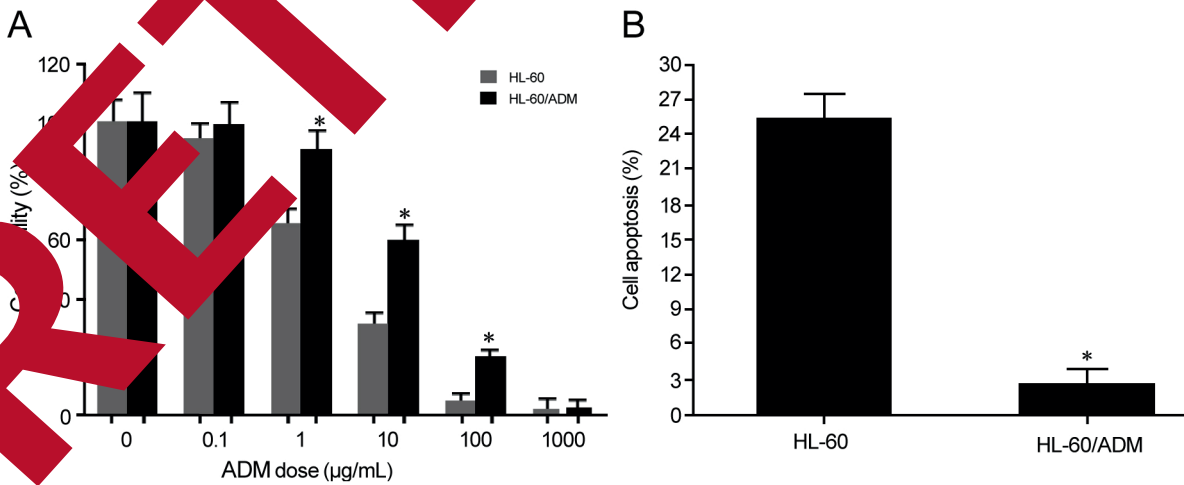 A
120
60
0
HL-60
HL-60/ADM
*
*
*
0 0.1 1 10 100 1000
ADM dose (μg/mL)
B
30
27
24
21
18
15
12
9
6
3
0
Cell apoptosis (%)
*
HL-60 HL-60/ADM